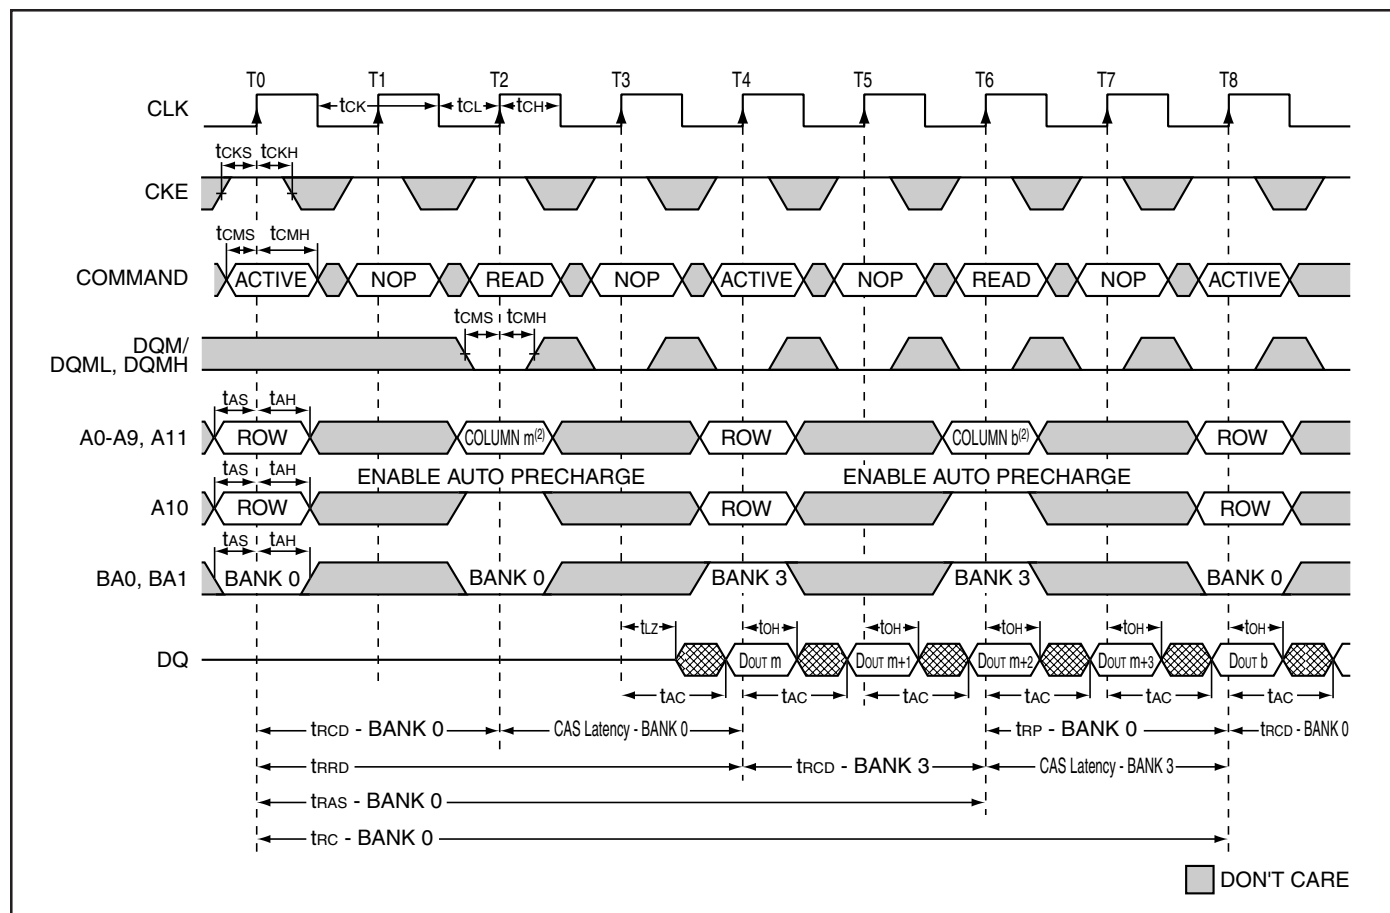 T0 T1 T2 T3 T4 T5 T6 T7 T8
CLK tCK tCL tCH
tCKS tCKH
CKE
tCMS tCMH
COMMAND ACTIVE NOP READ NOP ACTIVE NOP READ NOP ACTIVE
tCMS tCMH
DQM/
DQML, DQMH
tAS tAH
A0-A9, A11 ROW COLUMN m(2) ROW COLUMN b(2) ROW
tAS tAH ENABLE AUTO PRECHARGE ENABLE AUTO PRECHARGE
A10 ROW ROW ROW
tAS tAH
BA0, BA1 BANK 0 BANK 0 BANK 3 BANK 3 BANK 0
tLZ tOH tOH tOH tOH tOH
DQ DOUT m DOUT m+1 DOUT m+2 DOUT m+3 DOUT b
tAC tAC tAC tAC tAC tAC
tRCD - BANK 0 CAS Latency - BANK 0 tRP - BANK 0 tRCD - BANK 0
tRRD tRCD - BANK 3 CAS Latency - BANK 3
tRAS - BANK 0
tRC - BANK 0
DON'T CARE